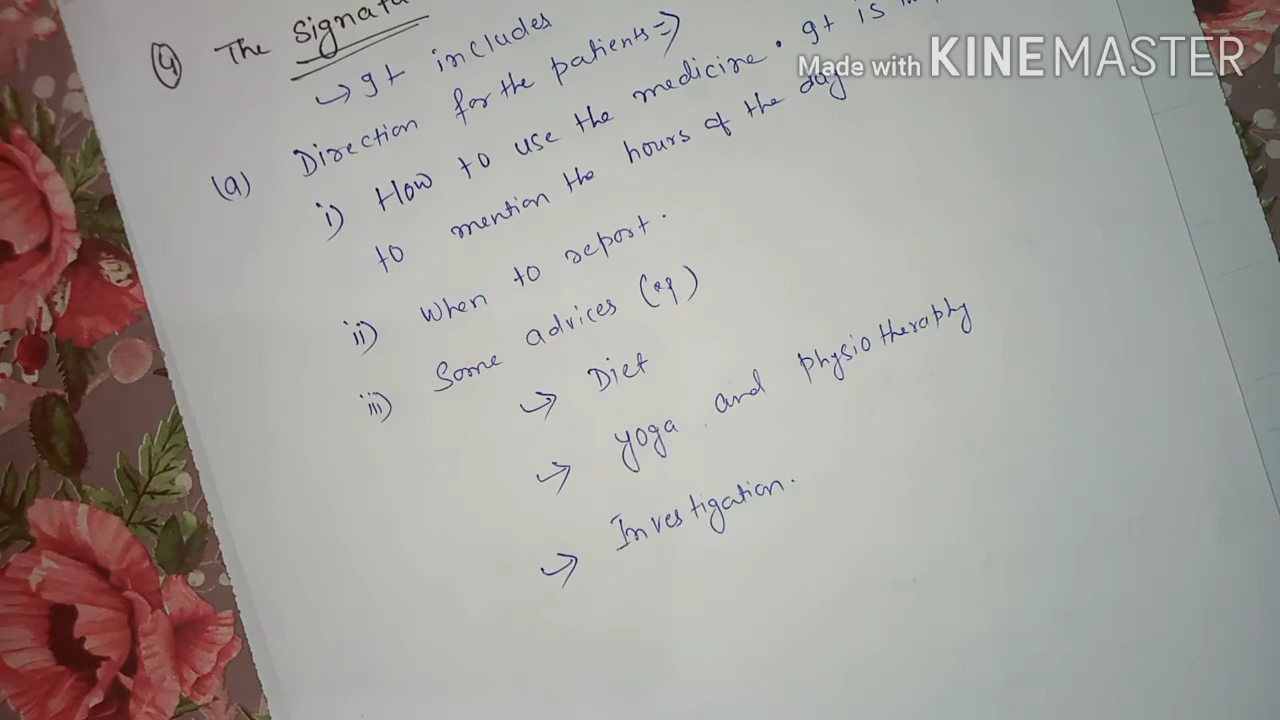 4 The Signatu
→ It includes
(a) Direction for the patients ⇒
i) How to use the medicine. It is
to mention the hours of the day
ii) When to report.
iii) Some advices (eg)
→ Diet
→ Yoga and physiotheraphy
→ Investigation.
Made with KINEMASTER